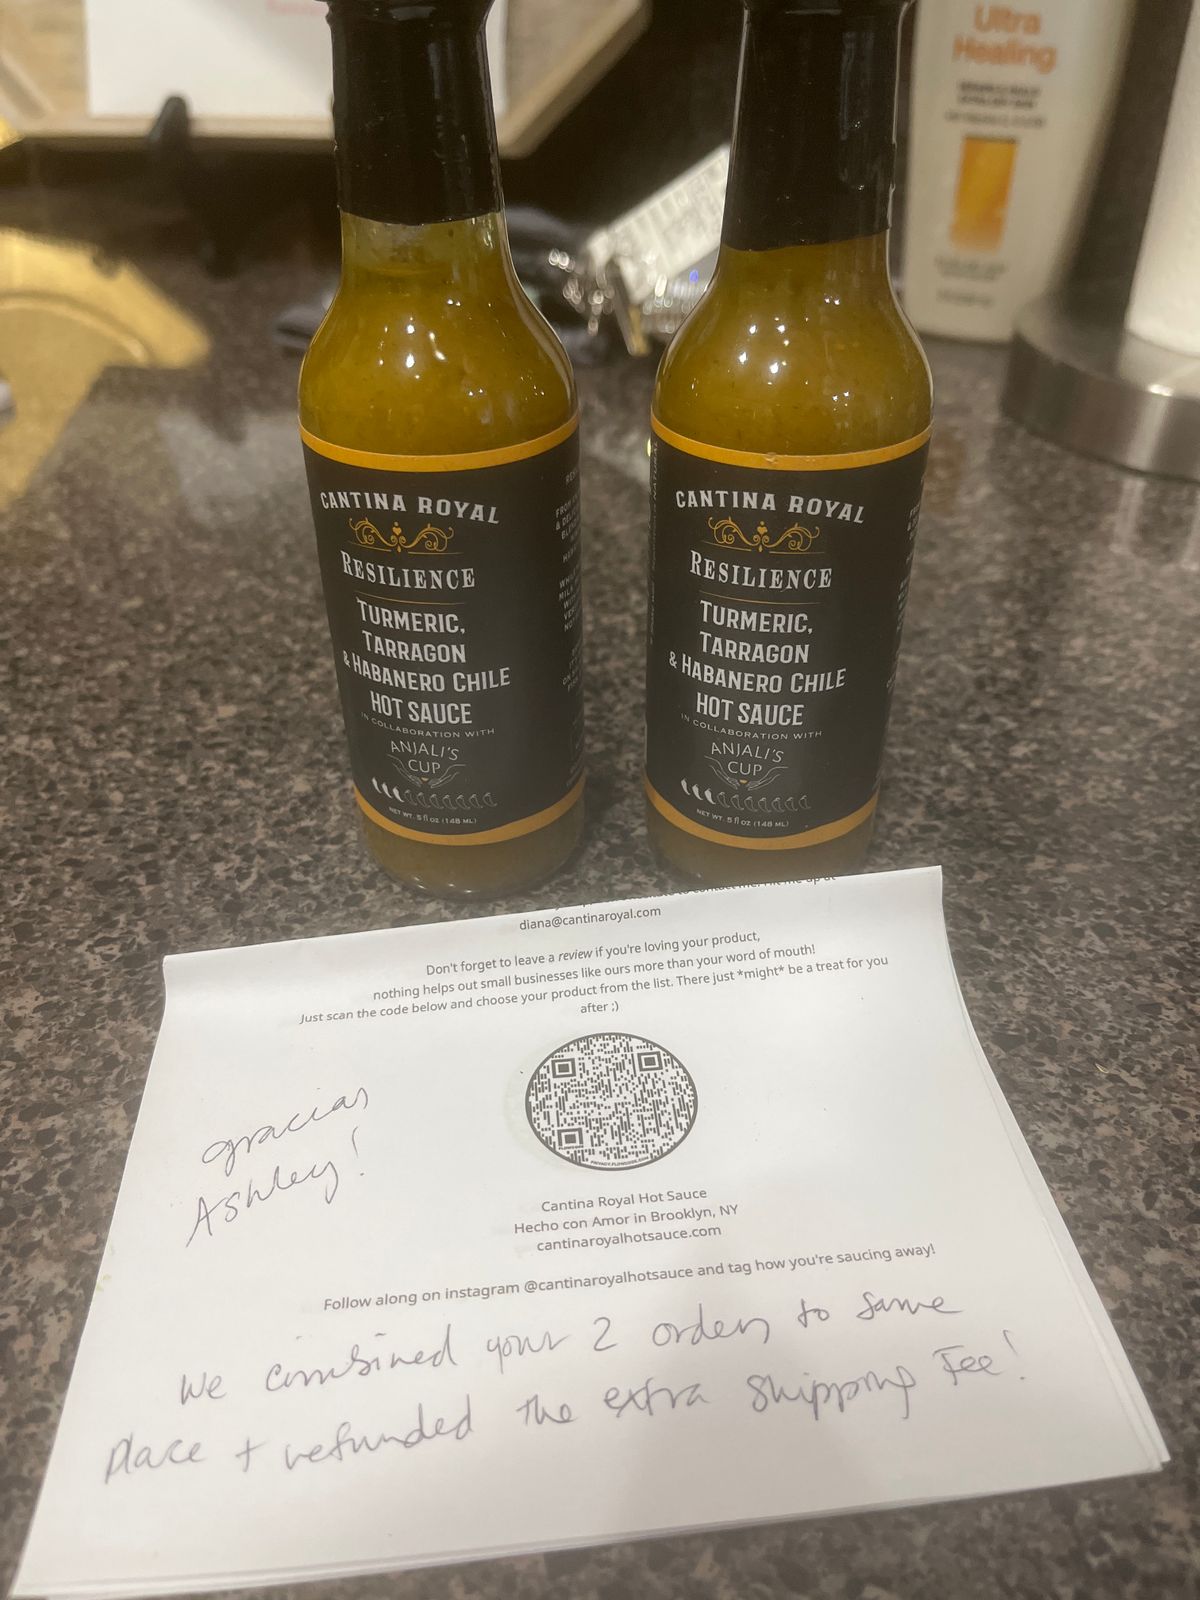 Ultra
Healing
CANTINA ROYAL
RESILIENCE
TURMERIC,
TARRAGON
& HABANERO CHILE
HOT SAUCE
IN COLLABORATION WITH
ANJALI'S
CUP
NET WT. 5 fl oz (148 ML)
CANTINA ROYAL
RESILIENCE
TURMERIC,
TARRAGON
& HABANERO CHILE
HOT SAUCE
IN COLLABORATION WITH
ANJALI'S
CUP
NET WT. 5 fl oz (148 ML)
diana@cantinaroyal.com
Don't forget to leave a review if you're loving your product,
nothing helps out small businesses like ours more than your word of mouth!
Just scan the code below and choose your product from the list. There just *might* be a treat for you
after ;)
gracias
Ashley!
Cantina Royal Hot Sauce
Hecho con Amor in Brooklyn, NY
cantinaroyalhotsauce.com
Follow along on instagram @cantinaroyalhotsauce and tag how you're saucing away!
We combined your 2 orders to same
place + refunded the extra shipping Fee!